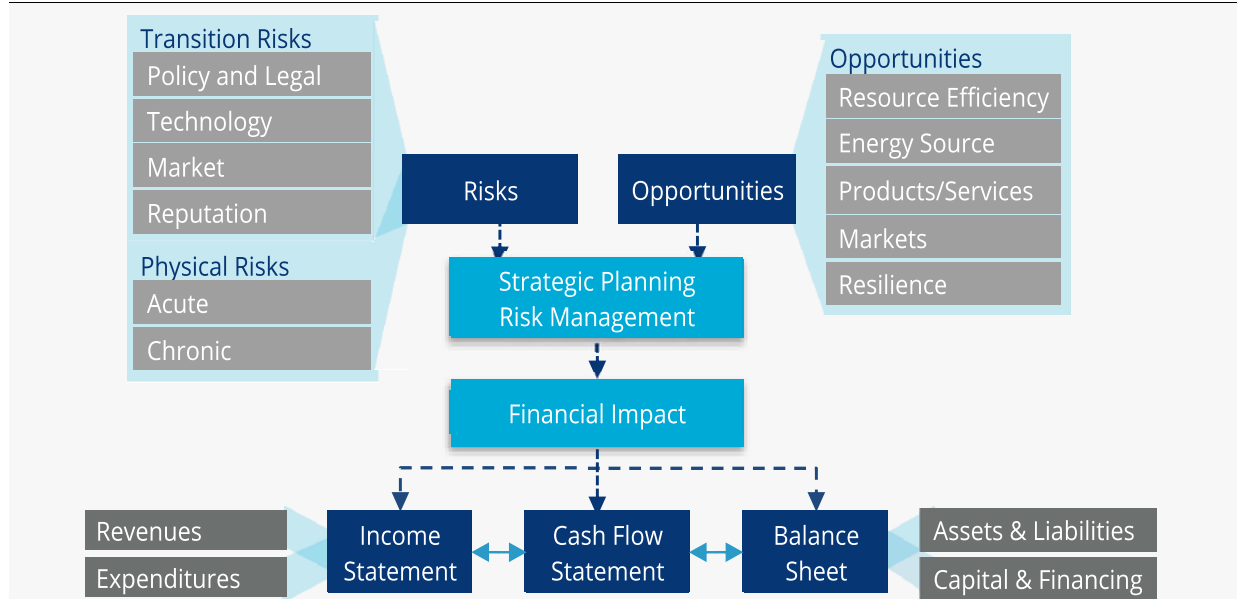 Transition Risks
Policy and Legal
Technology
Market
Reputation
Physical Risks
Acute
Chronic
Risks
Opportunities
Opportunities
Resource Efficiency
Energy Source
Products/Services
Markets
Resilience
Strategic Planning
Risk Management
Financial Impact
Revenues
Expenditures
Income
Statement
Cash Flow
Statement
Balance
Sheet
Assets & Liabilities
Capital & Financing